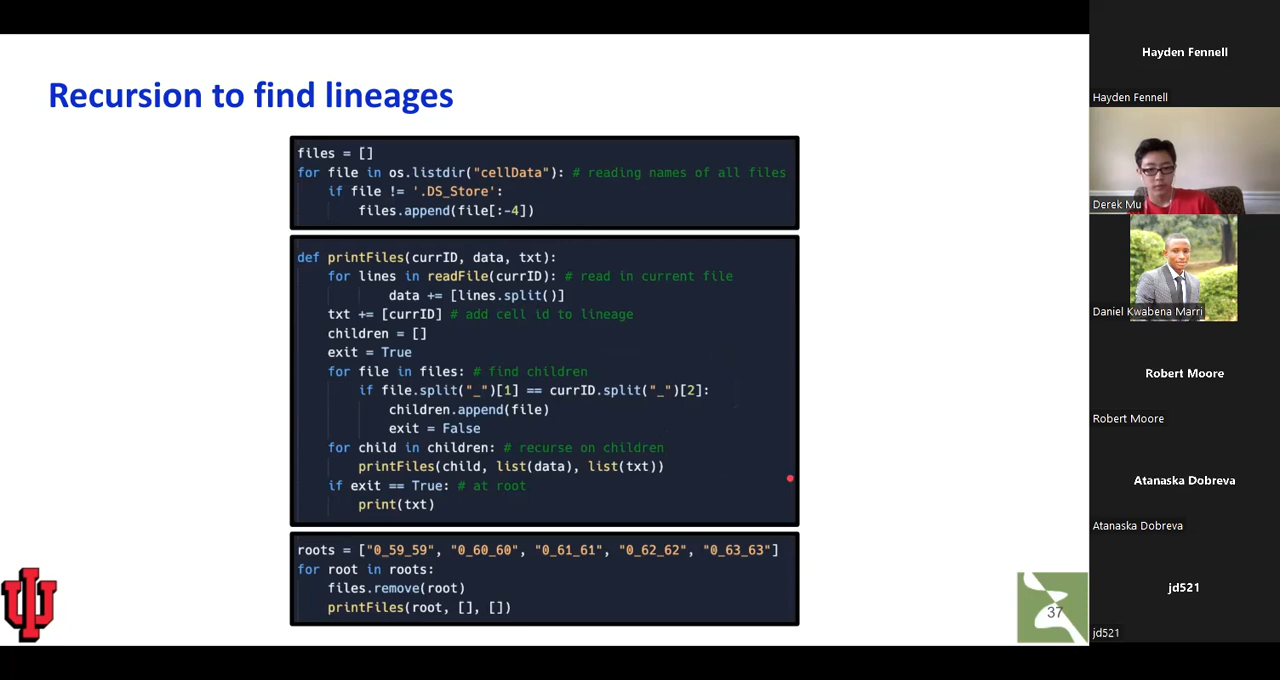 Recursion to find lineages
files = []
for file in os.listdir("cellData"): # reading names of all files
if file != '.DS_Store':
files.append(file[:-4])
def printFiles(currID, data, txt):
for lines in readFile(currID): # read in current file
data += [lines.split()]
txt += [currID] # add cell id to lineage
children = []
exit = True
for file in files: # find children
if file.split("_")[1] == currID.split("_")[2]:
children.append(file)
exit = False
for child in children: # recurse on children
printFiles(child, list(data), list(txt))
if exit == True: # at root
print(txt)
roots = ["0_59_59", "0_60_60", "0_61_61", "0_62_62", "0_63_63"]
for root in roots:
files.remove(root)
printFiles(root, [], [])
37
Hayden Fennell
Hayden Fennell
Derek Mu
Daniel Kwabena Marri
Robert Moore
Robert Moore
Atanaska Dobreva
Atanaska Dobreva
jd521
jd521